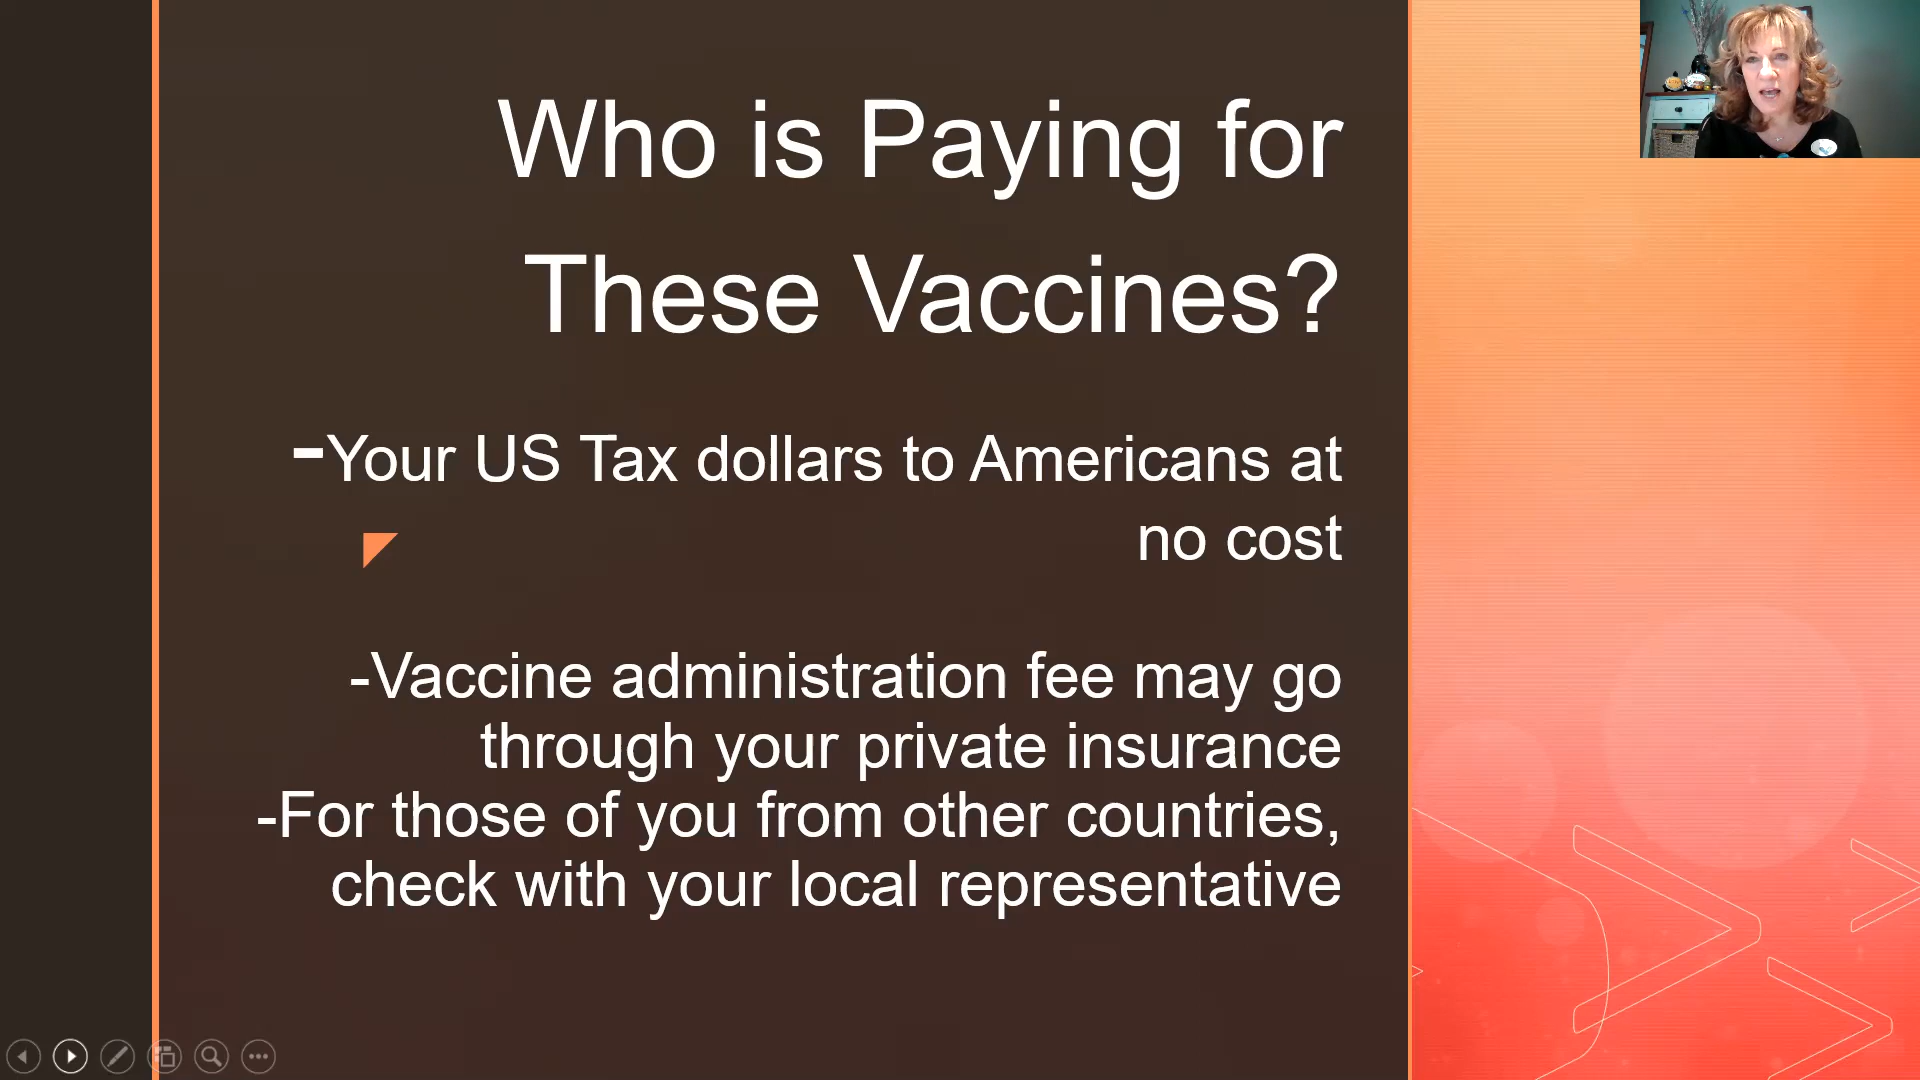 Who is Paying for
These Vaccines?
-Your US Tax dollars to Americans at
no cost
-Vaccine administration fee may go
through your private insurance
-For those of you from other countries,
check with your local representative